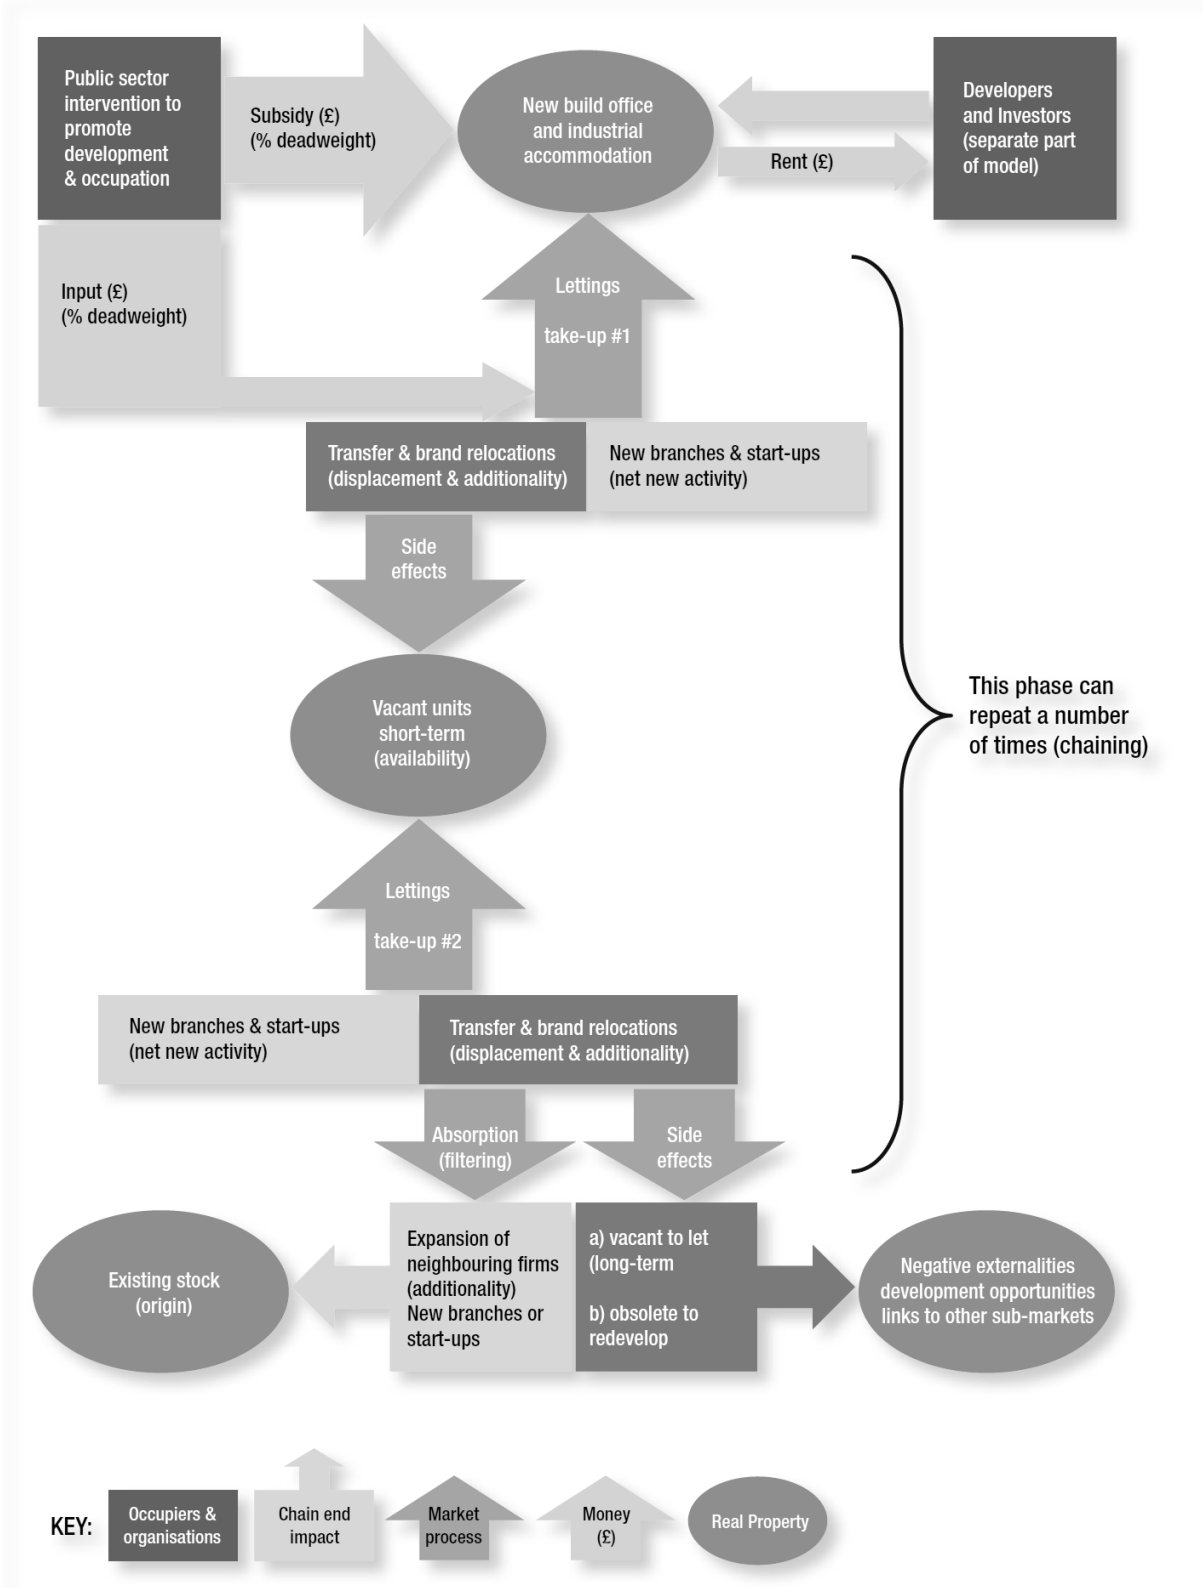 Public sector
intervention to
promote
development
& occupation
Subsidy (£)
(% deadweight)
New build office
and industrial
accommodation
Developers
and Investors
(separate part
of model)
Rent (£)
Input (£)
(% deadweight)
Lettings
take-up #1
Transfer & brand relocations
(displacement & additionality)
New branches & start-ups
(net new activity)
Side
effects
Vacant units
short-term
(availability)
This phase can
repeat a number
of times (chaining)
Lettings
take-up #2
New branches & start-ups
(net new activity)
Transfer & brand relocations
(displacement & additionality)
Absorption
(filtering)
Side
effects
Existing stock
(origin)
Expansion of
neighbouring firms
(additionality)
New branches or
start-ups
a) vacant to let
(long-term
b) obsolete to
redevelop
Negative externalities
development opportunities
links to other sub-markets
KEY:
Occupiers &
organisations
Chain end
impact
Market
process
Money
(£)
Real Property